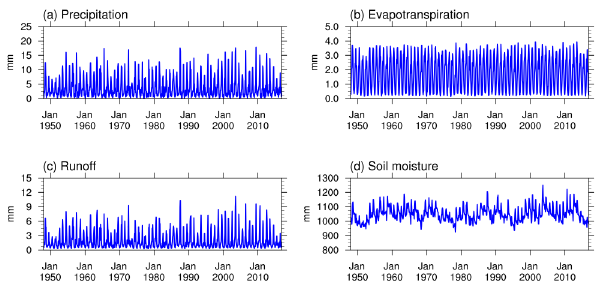 (a) Precipitation
25
20
15
10
5
0
mm
Jan Jan Jan Jan Jan Jan Jan
1950 1960 1970 1980 1990 2000 2010
(b) Evapotranspiration
5.0
4.0
3.0
2.0
1.0
0.0
mm
Jan Jan Jan Jan Jan Jan Jan
1950 1960 1970 1980 1990 2000 2010
(c) Runoff
15
12
9
6
3
0
mm
Jan Jan Jan Jan Jan Jan Jan
1950 1960 1970 1980 1990 2000 2010
(d) Soil moisture
1300
1200
1100
1000
900
800
mm
Jan Jan Jan Jan Jan Jan Jan
1950 1960 1970 1980 1990 2000 2010